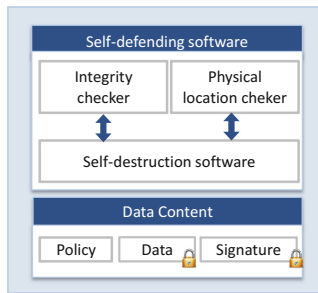 Self-defending software
Integrity
checker
Physical
location cheker
Self-destruction software
Data Content
Policy
Data
Signature